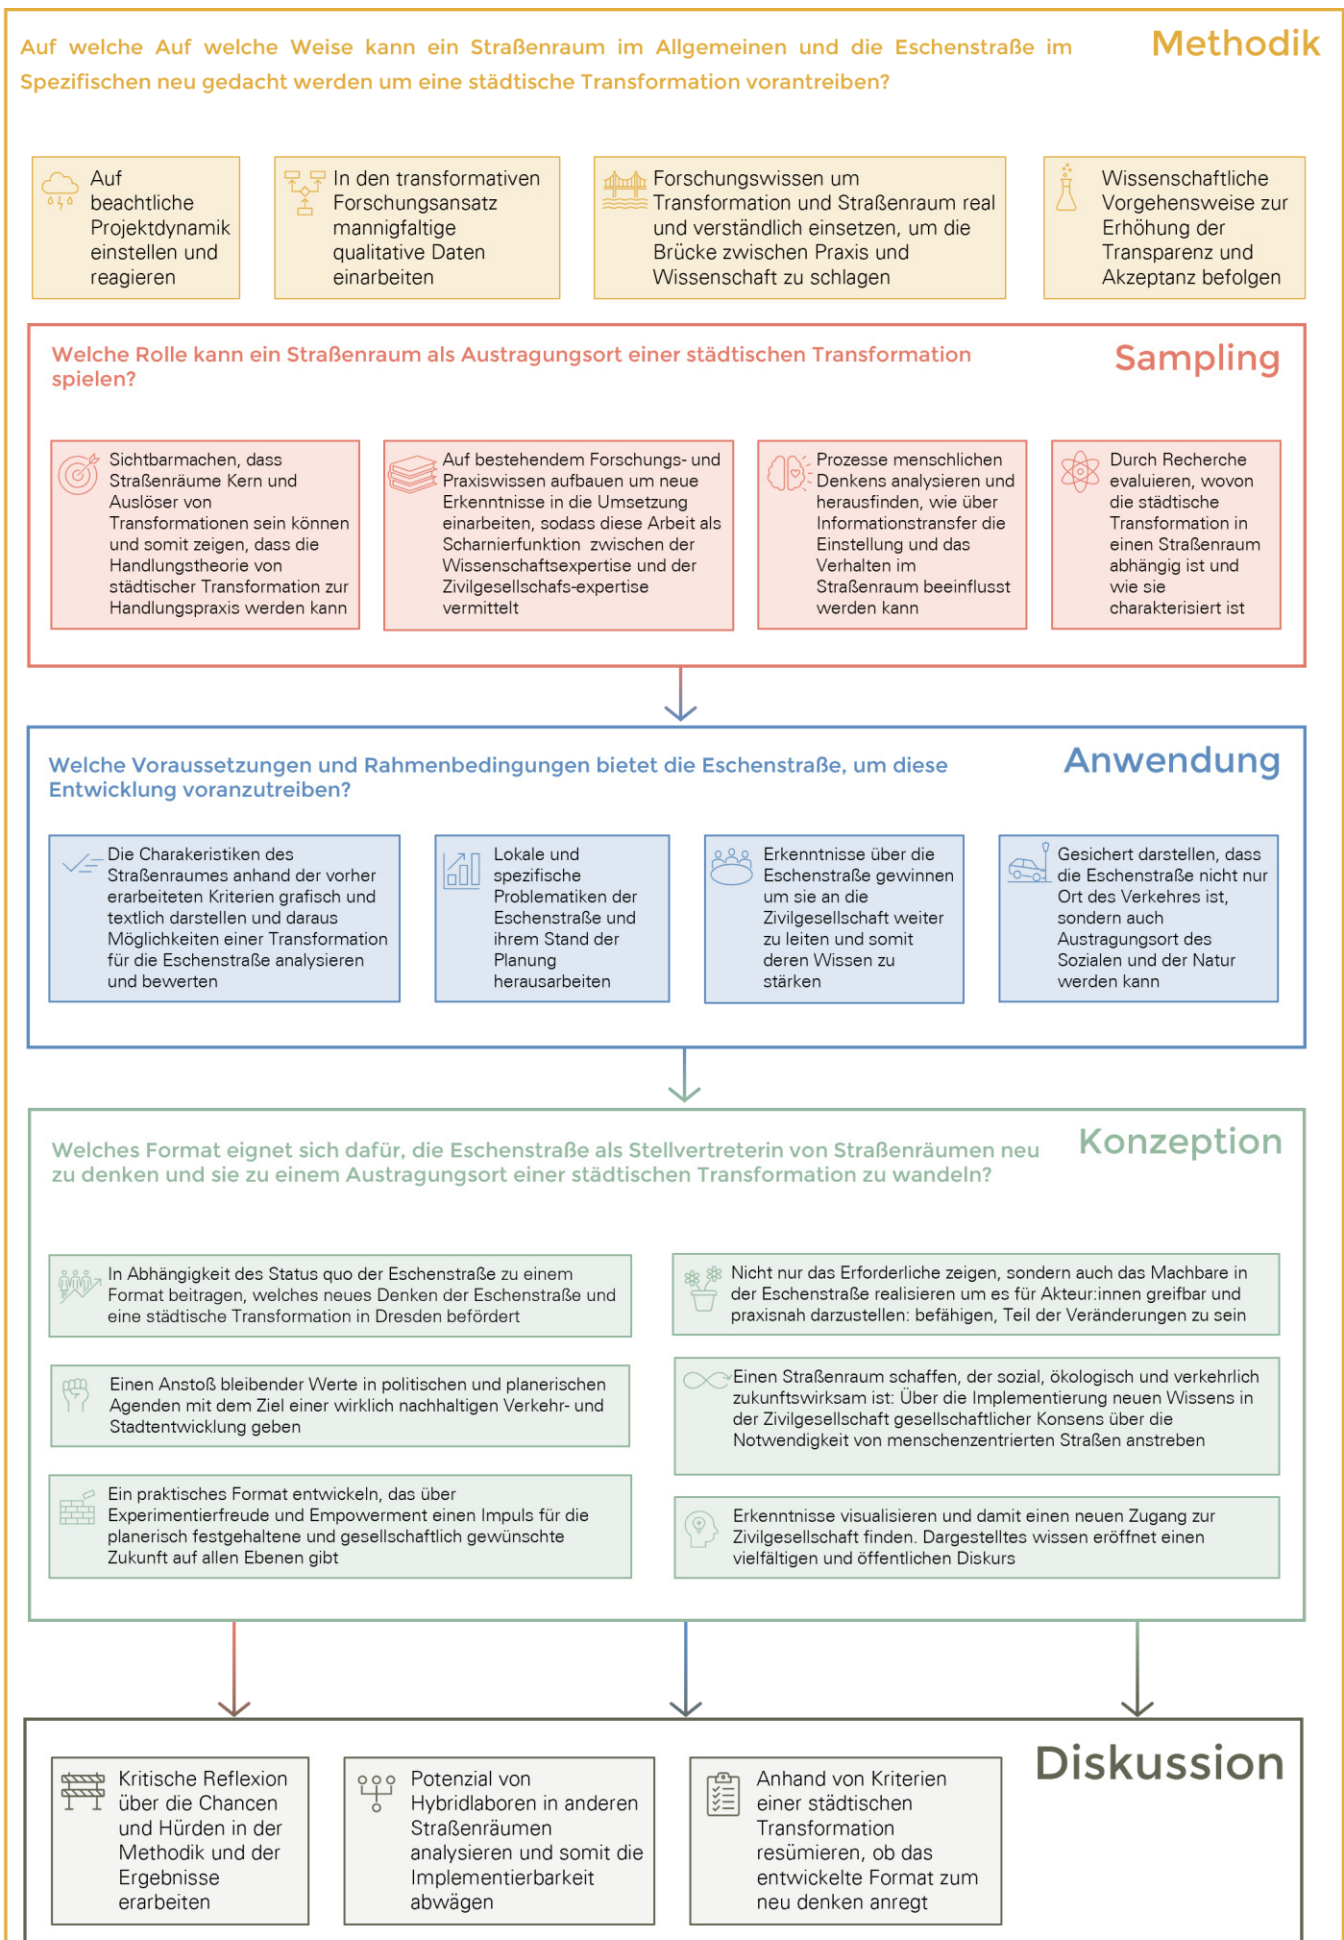 Methodik
Auf welche Auf welche Weise kann ein Straßenraum im Allgemeinen und die Eschenstraße im
Spezifischen neu gedacht werden um eine städtische Transformation vorantreiben?
Auf
beachtliche
Projektdynamik
einstellen und
reagieren
In den transformativen
Forschungsansatz
mannigfaltige
qualitative Daten
einarbeiten
Forschungswissen um
Transformation und Straßenraum real
und verständlich einsetzen, um die
Brücke zwischen Praxis und
Wissenschaft zu schlagen
Wissenschaftliche
Vorgehensweise zur
Erhöhung der
Transparenz und
Akzeptanz befolgen
Sampling
Welche Rolle kann ein Straßenraum als Austragungsort einer städtischen Transformation
spielen?
Sichtbarmachen, dass
Straßenräume Kern und
Auslöser von
Transformationen sein können
und somit zeigen, dass die
Handlungstheorie von
städtischer Transformation zur
Handlungspraxis werden kann
Auf bestehendem Forschungs- und
Praxiswissen aufbauen um neue
Erkenntnisse in die Umsetzung
einarbeiten, sodass diese Arbeit als
Scharnierfunktion zwischen der
Wissenschaftsexpertise und der
Zivilgesellschafs-expertise
vermittelt
Prozesse menschlichen
Denkens analysieren und
herausfinden, wie über
Informationstransfer die
Einstellung und das
Verhalten im
Straßenraum beeinflusst
werden kann
Durch Recherche
evaluieren, wovon
die städtische
Transformation in
einen Straßenraum
abhängig ist und
wie sie
charakterisiert ist
Anwendung
Welche Voraussetzungen und Rahmenbedingungen bietet die Eschenstraße, um diese
Entwicklung voranzutreiben?
Die Charakeristiken des
Straßenraumes anhand der vorher
erarbeiteten Kriterien grafisch und
textlich darstellen und daraus
Möglichkeiten einer Transformation
für die Eschenstraße analysieren
und bewerten
Lokale und
spezifische
Problematiken der
Eschenstraße und
ihrem Stand der
Planung
herausarbeiten
Erkenntnisse über die
Eschenstraße gewinnen
um sie an die
Zivilgesellschaft weiter
zu leiten und somit
deren Wissen zu
stärken
Gesichert darstellen, dass
die Eschenstraße nicht nur
Ort des Verkehres ist,
sondern auch
Austragungsort des
Sozialen und der Natur
werden kann
Konzeption
Welches Format eignet sich dafür, die Eschenstraße als Stellvertreterin von Straßenräumen neu
zu denken und sie zu einem Austragungsort einer städtischen Transformation zu wandeln?
In Abhängigkeit des Status quo der Eschenstraße zu einem
Format beitragen, welches neues Denken der Eschenstraße und
eine städtische Transformation in Dresden befördert
Einen Anstoß bleibender Werte in politischen und planerischen
Agenden mit dem Ziel einer wirklich nachhaltigen Verkehr- und
Stadtentwicklung geben
Ein praktisches Format entwickeln, das über
Experimentierfreude und Empowerment einen Impuls für die
planerisch festgehaltene und gesellschaftlich gewünschte
Zukunft auf allen Ebenen gibt
Nicht nur das Erforderliche zeigen, sondern auch das Machbare in
der Eschenstraße realisieren um es für Akteur:innen greifbar und
praxisnah darzustellen: befähigen, Teil der Veränderungen zu sein
Einen Straßenraum schaffen, der sozial, ökologisch und verkehrlich
zukunftswirksam ist: Über die Implementierung neuen Wissens in
der Zivilgesellschaft gesellschaftlicher Konsens über die
Notwendigkeit von menschenzentrierten Straßen anstreben
Erkenntnisse visualisieren und damit einen neuen Zugang zur
Zivilgesellschaft finden. Dargestelltes wissen eröffnet einen
vielfältigen und öffentlichen Diskurs
Diskussion
Kritische Reflexion
über die Chancen
und Hürden in der
Methodik und der
Ergebnisse
erarbeiten
Potenzial von
Hybridlaboren in anderen
Straßenräumen
analysieren und somit die
Implementierbarkeit
abwägen
Anhand von Kriterien
einer städtischen
Transformation
resümieren, ob das
entwickelte Format zum
neu denken anregt